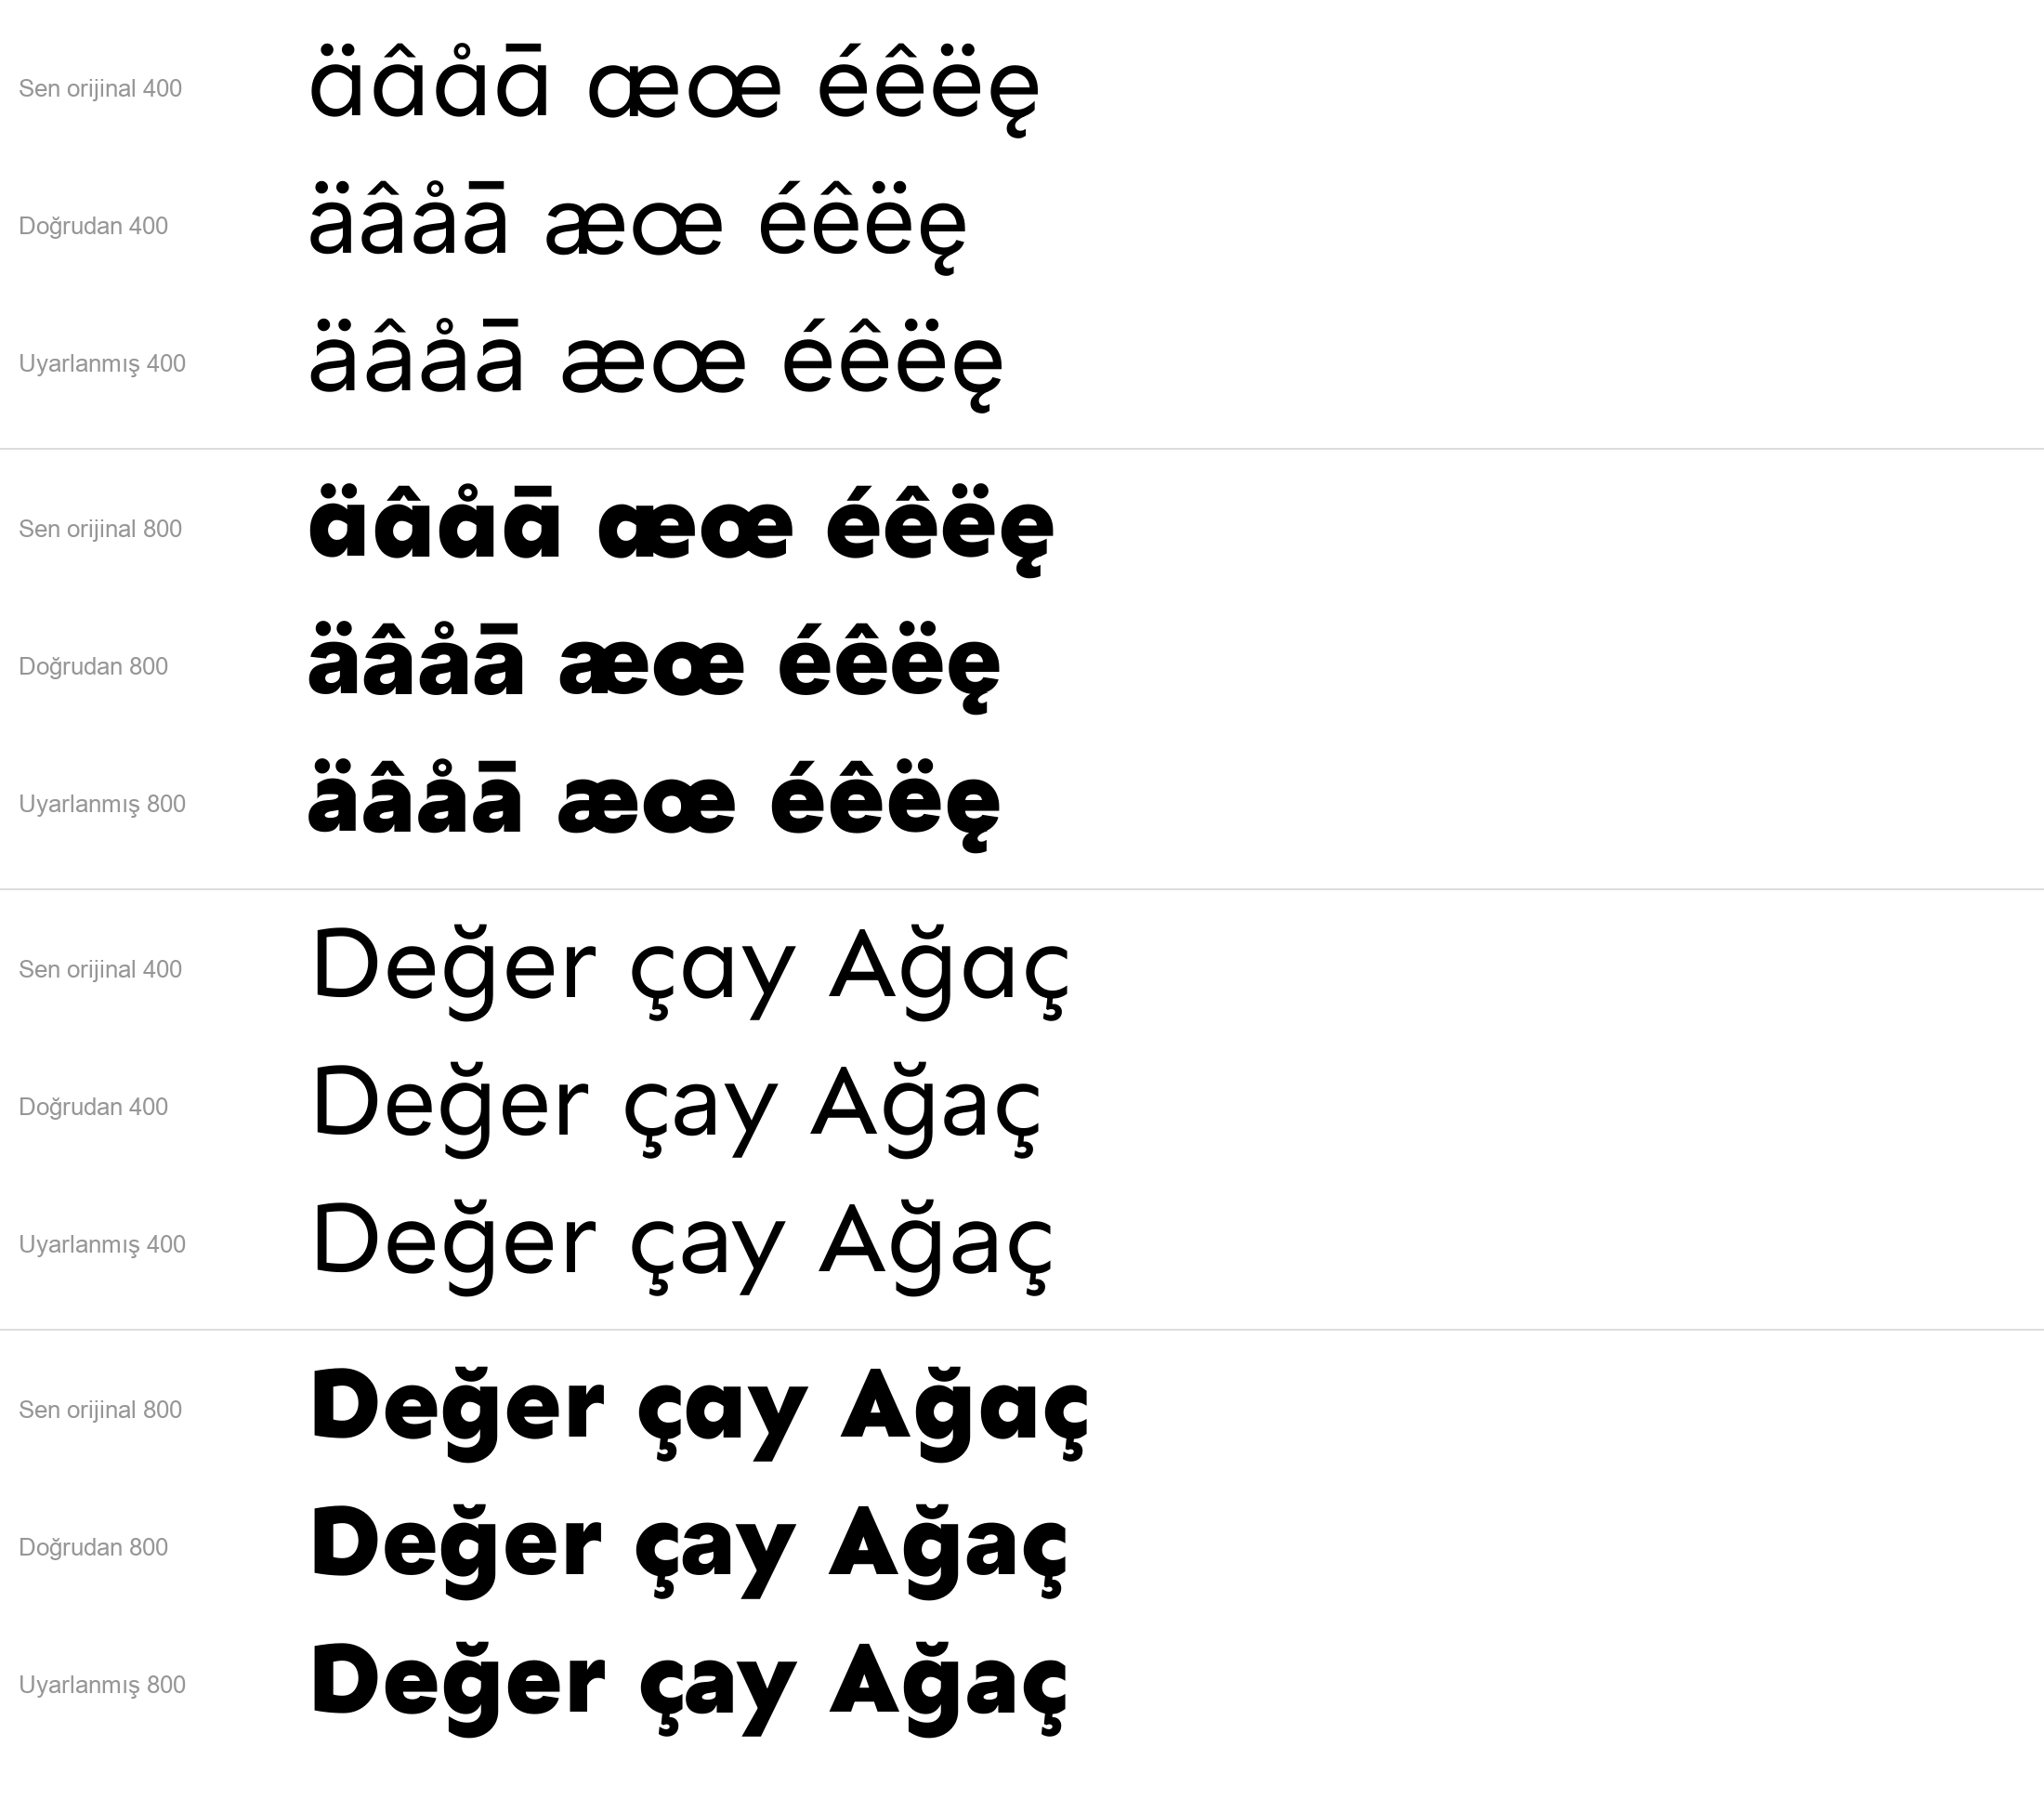 Sen orijinal 400 äâåā æœ éêëę
Doğrudan 400 äâåā æœ éêëę
Uyarlanmış 400 äâåā æœ éêëę
Sen orijinal 800 äâåā æœ éêëę
Doğrudan 800 äâåā æœ éêëę
Uyarlanmış 800 äâåā æœ éêëę
Sen orijinal 400 Değer çay Ağaç
Doğrudan 400 Değer çay Ağaç
Uyarlanmış 400 Değer çay Ağaç
Sen orijinal 800 Değer çay Ağaç
Doğrudan 800 Değer çay Ağaç
Uyarlanmış 800 Değer çay Ağaç